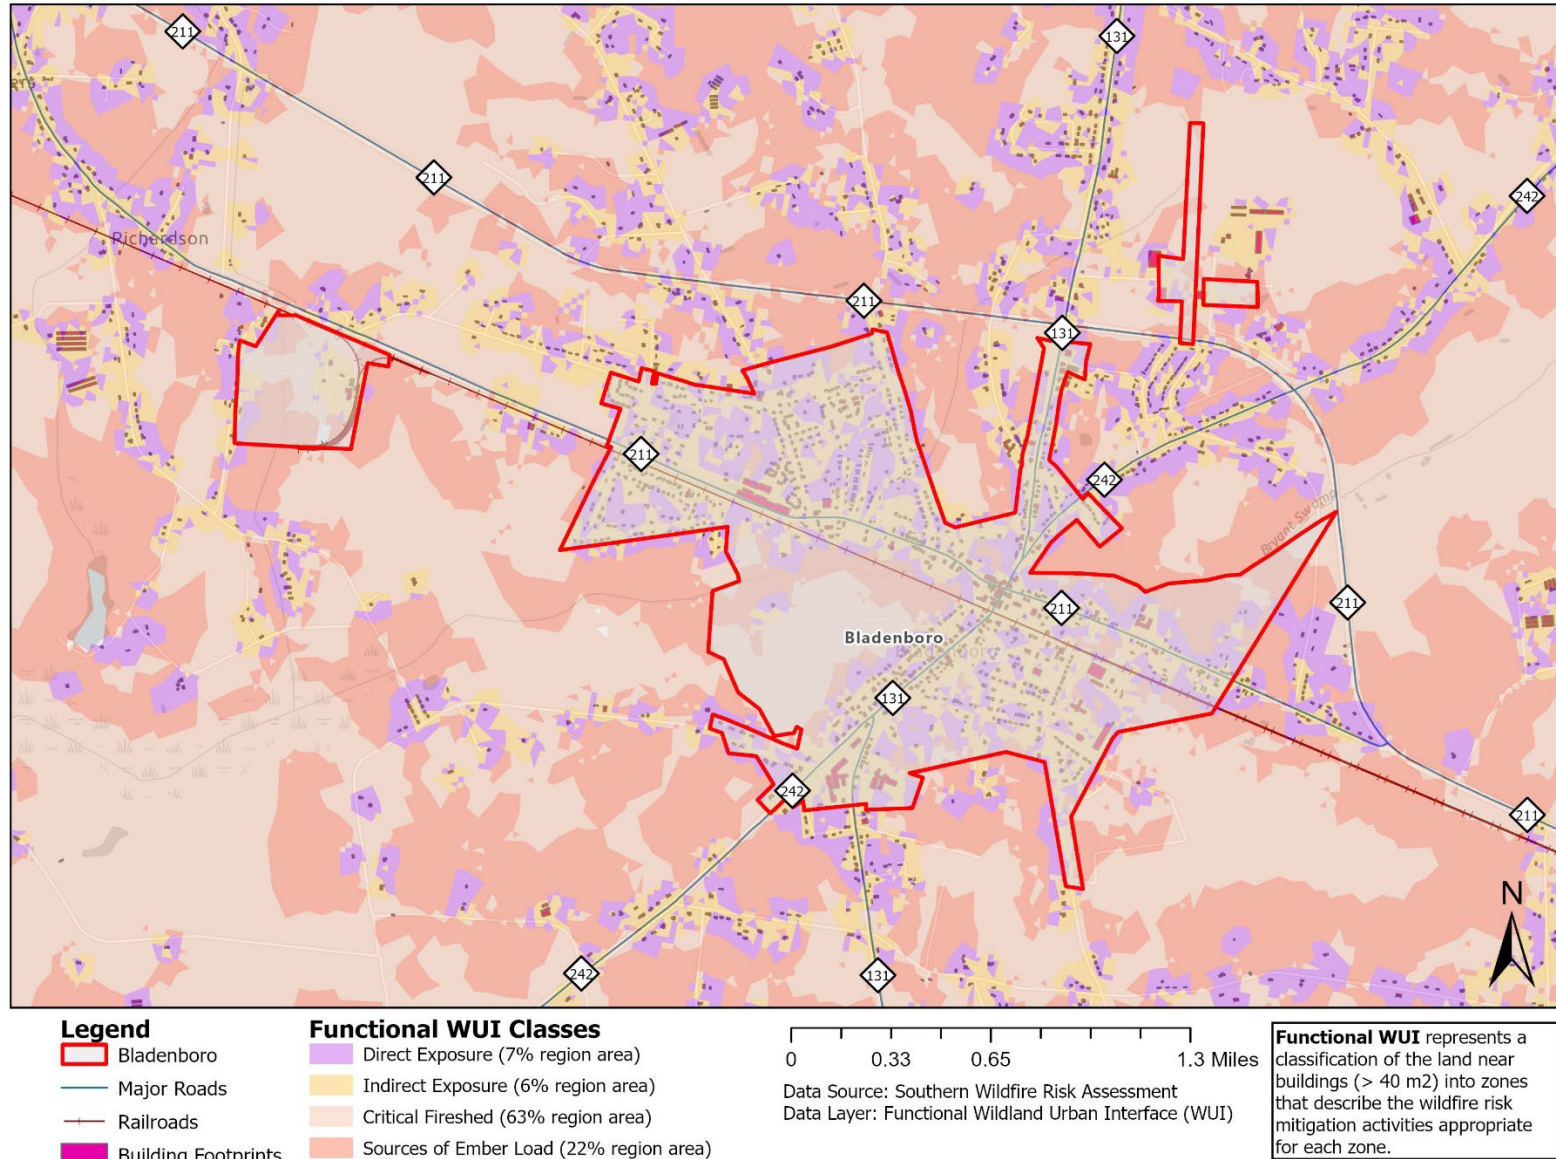 211
131
211
242
Richardson
211
131
211
242
Bryant Swamp
211
211
Bladenboro
131
242
211
242
131
N
Legend
Bladenboro
Major Roads
Railroads
Building Footprints
Functional WUI Classes
Direct Exposure (7% region area)
Indirect Exposure (6% region area)
Critical Fireshed (63% region area)
Sources of Ember Load (22% region area)
0 0.33 0.65 1.3 Miles
Data Source: Southern Wildfire Risk Assessment
Data Layer: Functional Wildland Urban Interface (WUI)
Functional WUI represents a
classification of the land near
buildings (> 40 m2) into zones
that describe the wildfire risk
mitigation activities appropriate
for each zone.